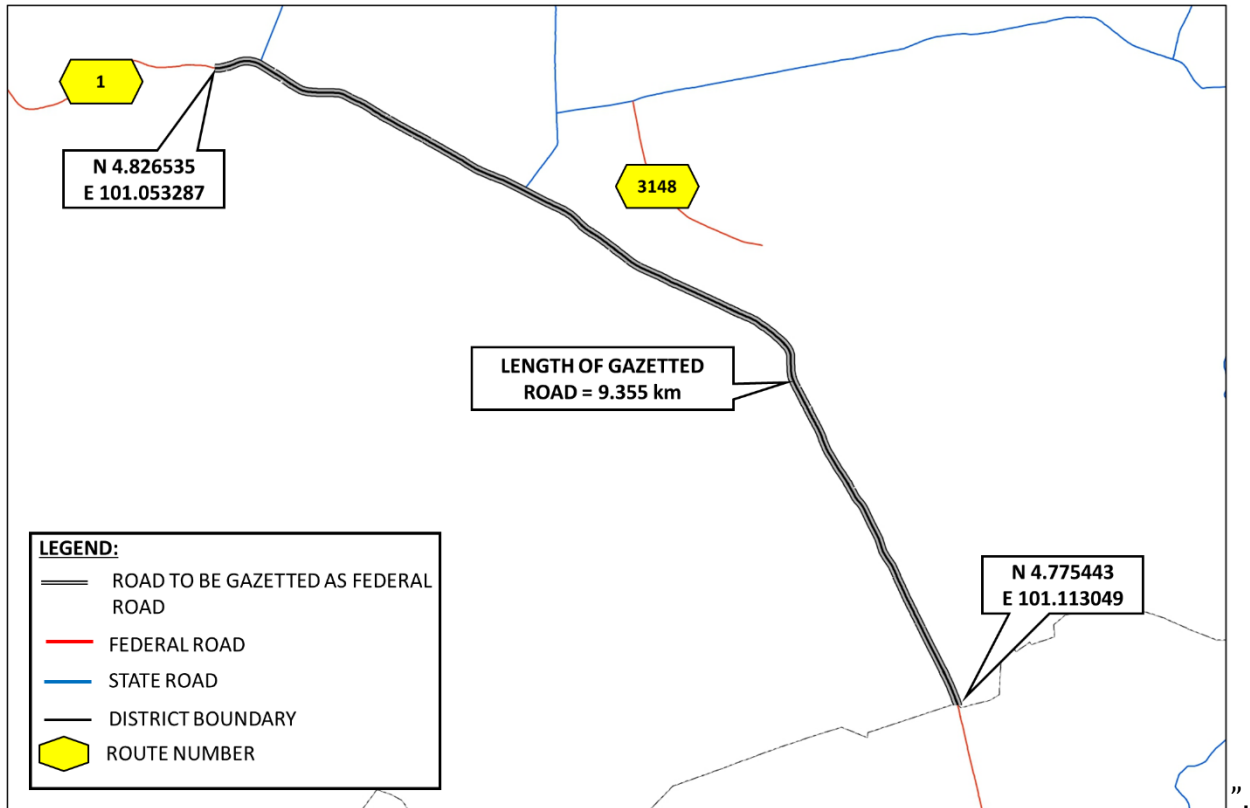 1
N 4.826535
E 101.053287
3148
LENGTH OF GAZETTED
ROAD = 9.355 km
N 4.775443
E 101.113049
LEGEND:
ROAD TO BE GAZETTED AS FEDERAL
ROAD
FEDERAL ROAD
STATE ROAD
DISTRICT BOUNDARY
ROUTE NUMBER
”.